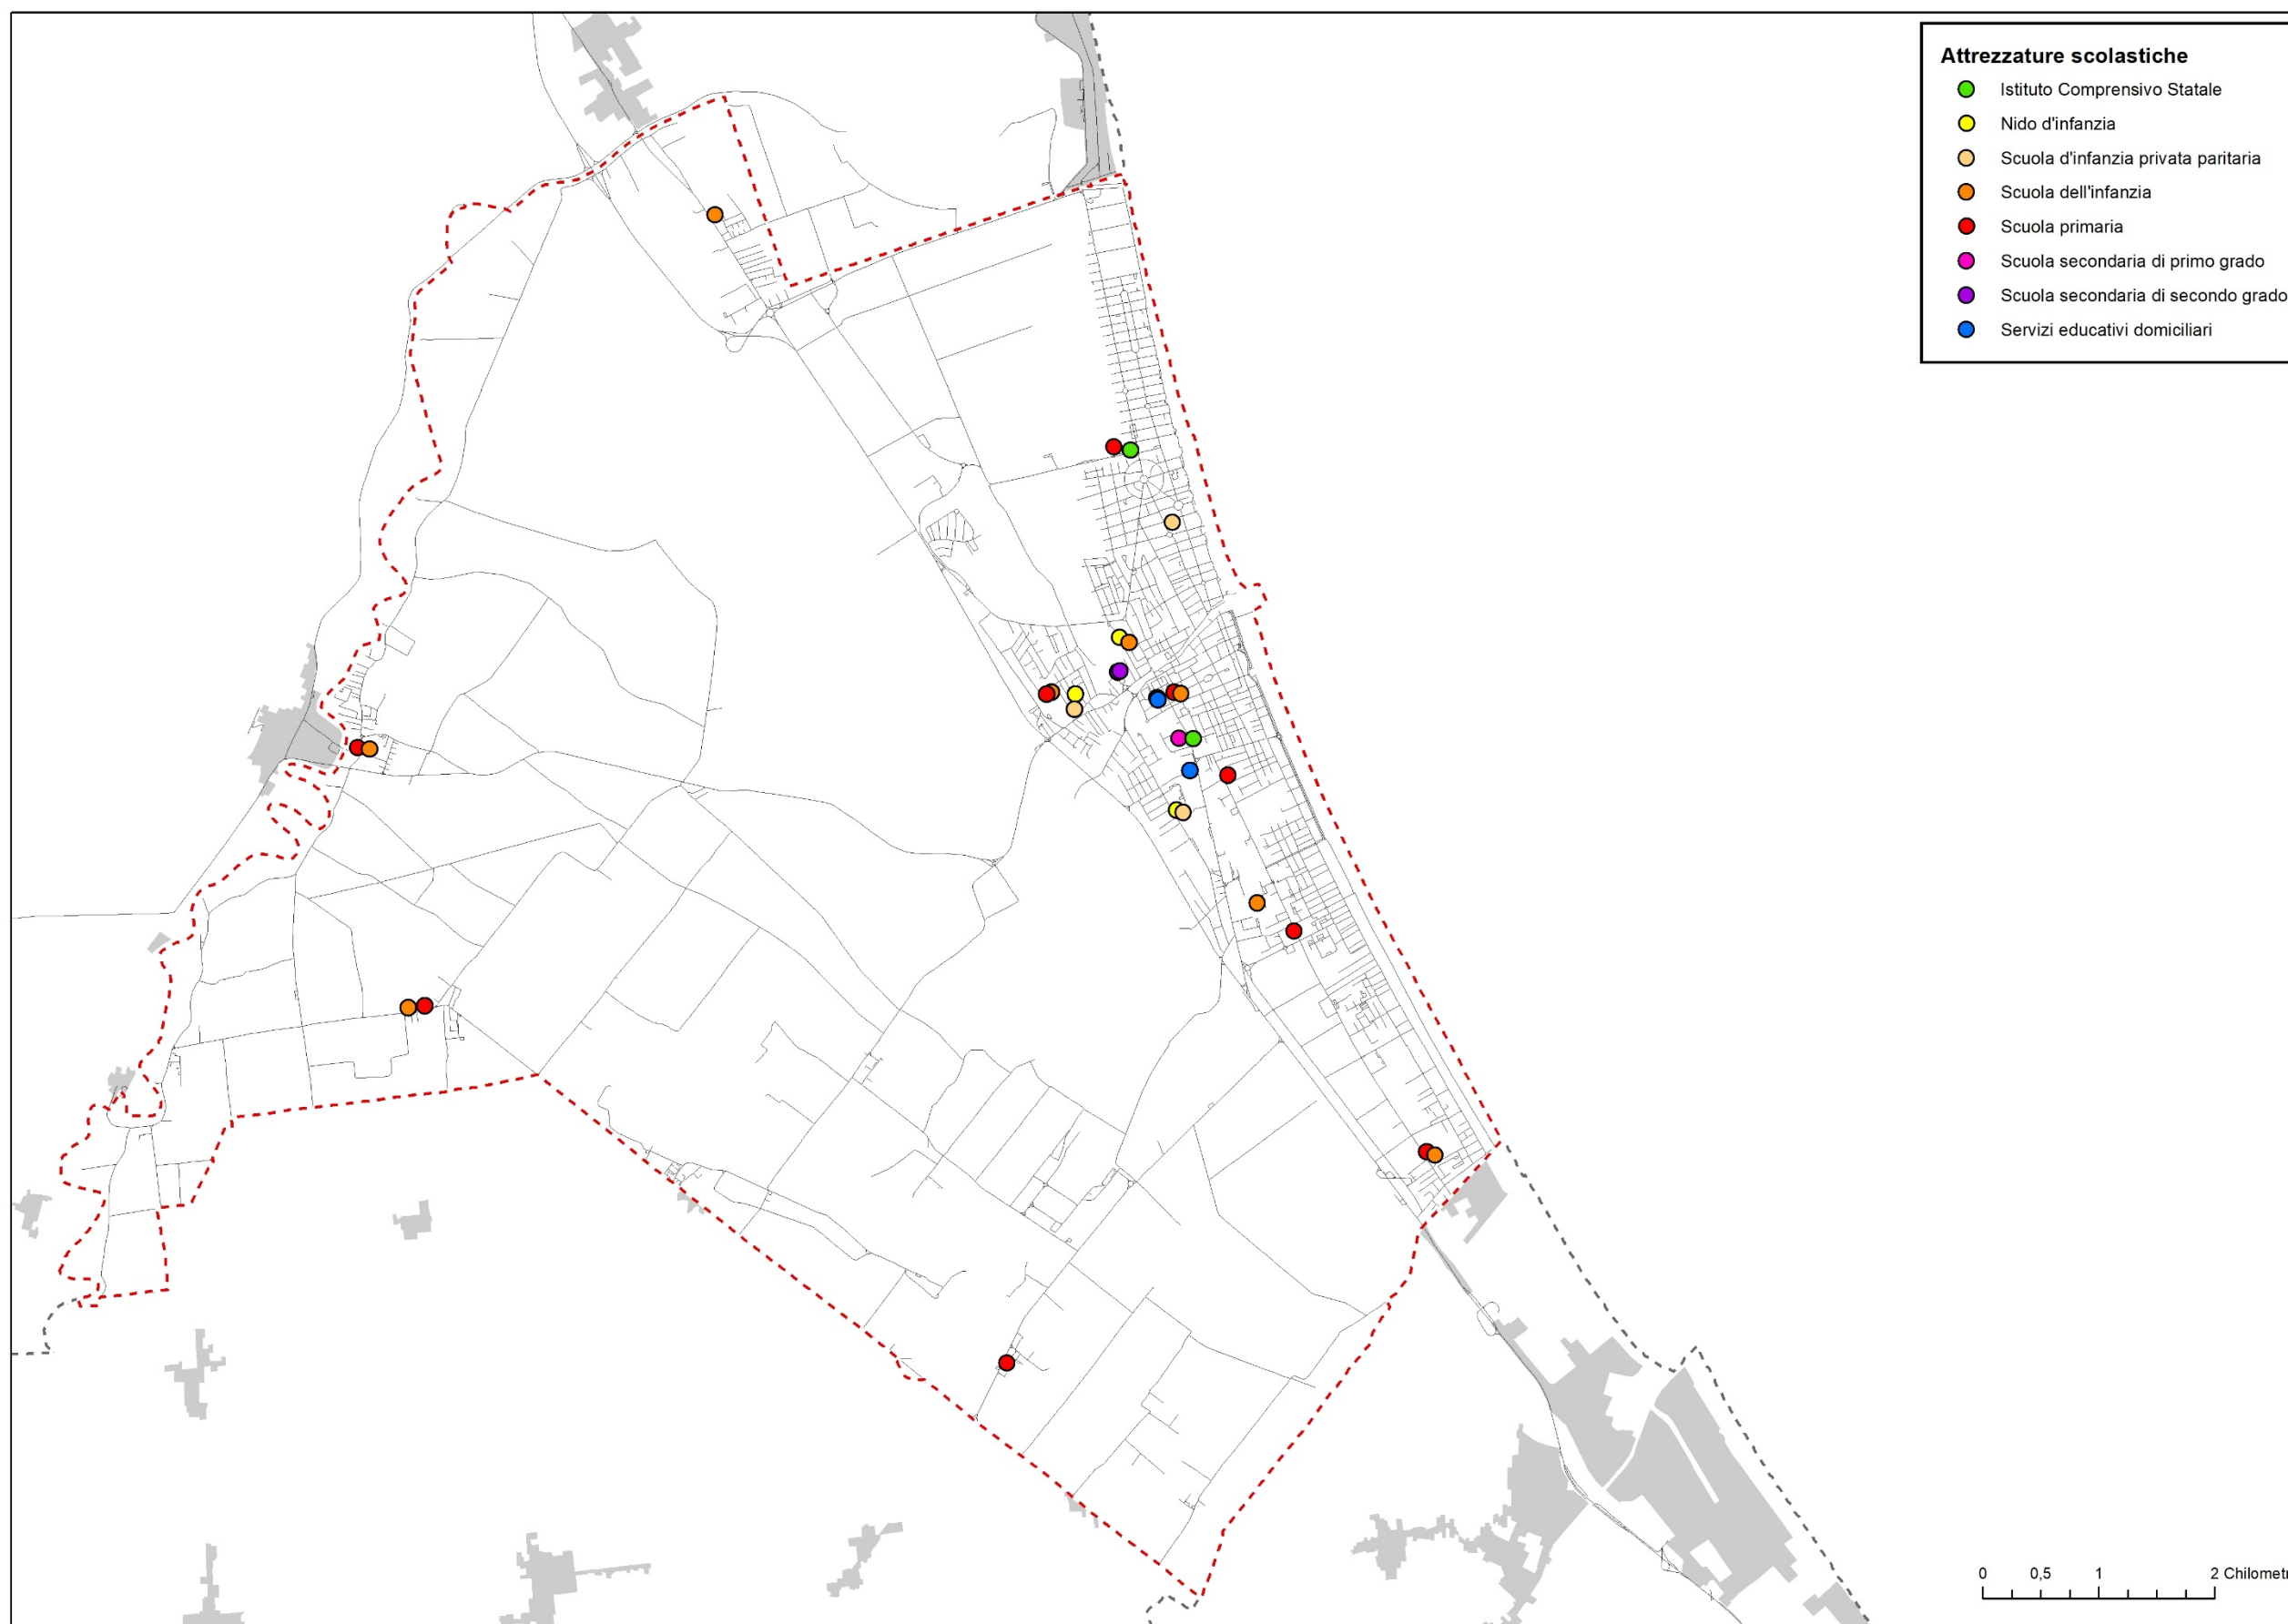 Attrezzature scolastiche
Istituto Comprensivo Statale
Nido d'infanzia
Scuola d'infanzia privata paritaria
Scuola dell'infanzia
Scuola primaria
Scuola secondaria di primo grado
Scuola secondaria di secondo grado
Servizi educativi domiciliari
0 0,5 1 2 Chilometr